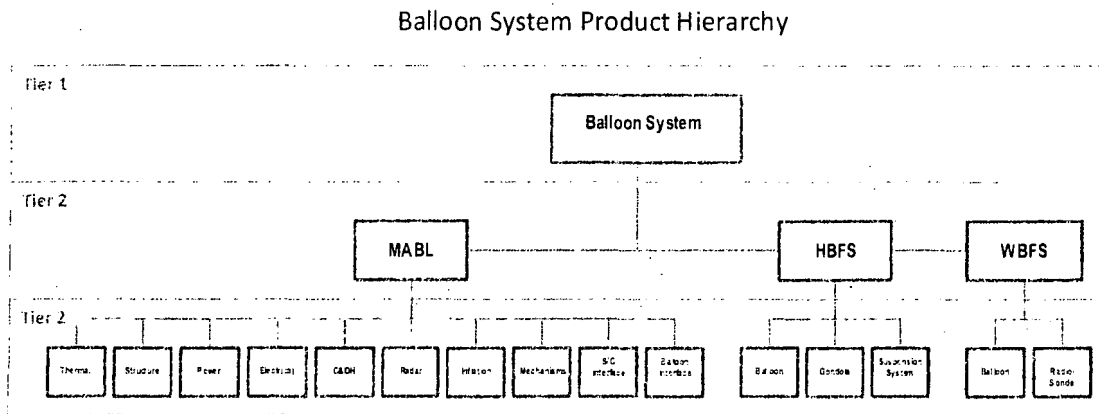 Balloon System Product Hierarchy
Tier 1
Balloon System
Tier 2
MABL
HBFS
WBFS
Tier 2
Thermal
Structure
Power
Electrical
C&DH
Radar
Inflation
Mechanisms
S/C
Interface
Balloon
Interface
Balloon
Gondola
Suspension
System
Balloon
Radio-
Sonde